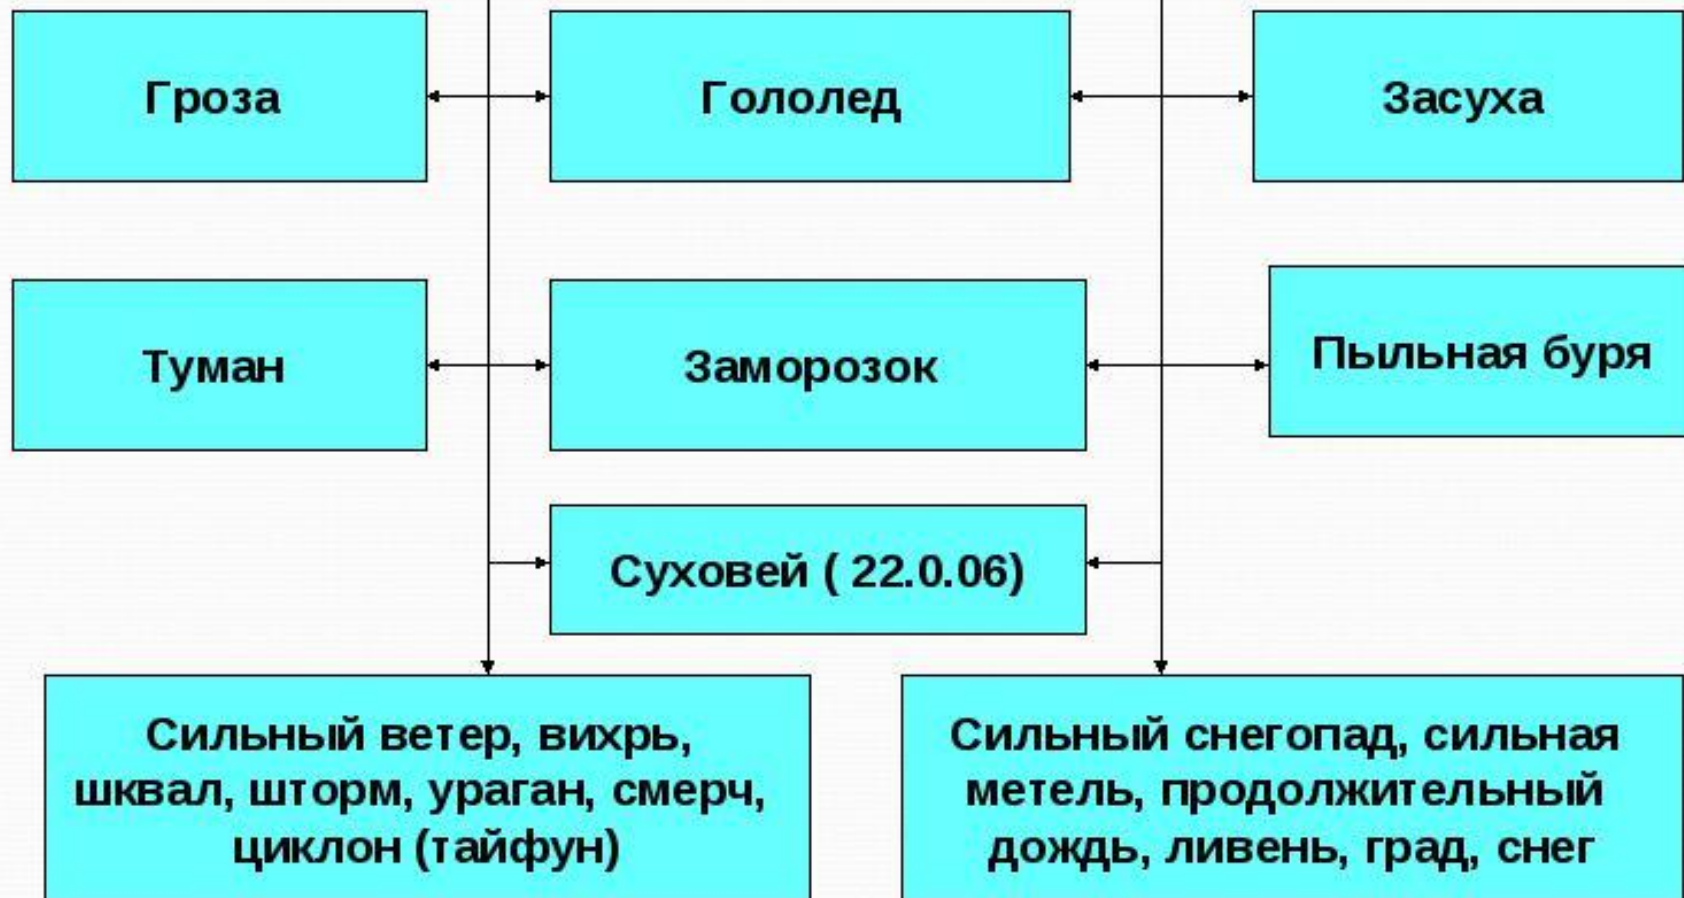 Гроза
Гололед
Засуха
Туман
Заморозок
Пыльная буря
Суховей ( 22.0.06)
Сильный ветер, вихрь,
шквал, шторм, ураган, смерч,
циклон (тайфун)
Сильный снегопад, сильная
метель, продолжительный
дождь, ливень, град, снег